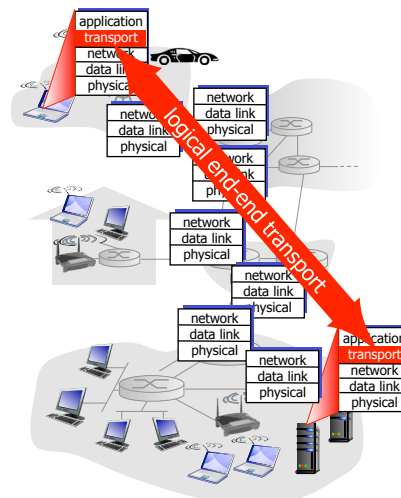 application
transport
network
data link
physical
network
data link
physical
network
data link
physical
network
data link
physical
logical end-end transport
network
data link
physical
network
data link
physical
network
data link
physical
network
data link
physical
application
transport
network
data link
physical